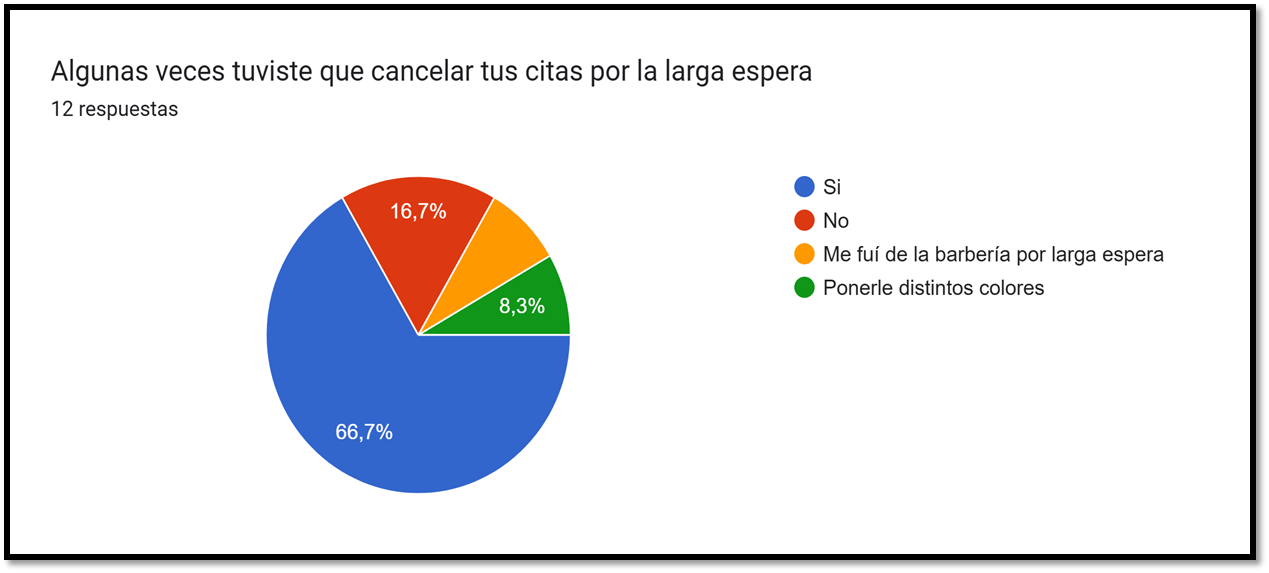 Algunas veces tuviste que cancelar tus citas por la larga espera
12 respuestas
16,7%
8,3%
66,7%
Si
No
Me fuí de la barbería por larga espera
Ponerle distintos colores